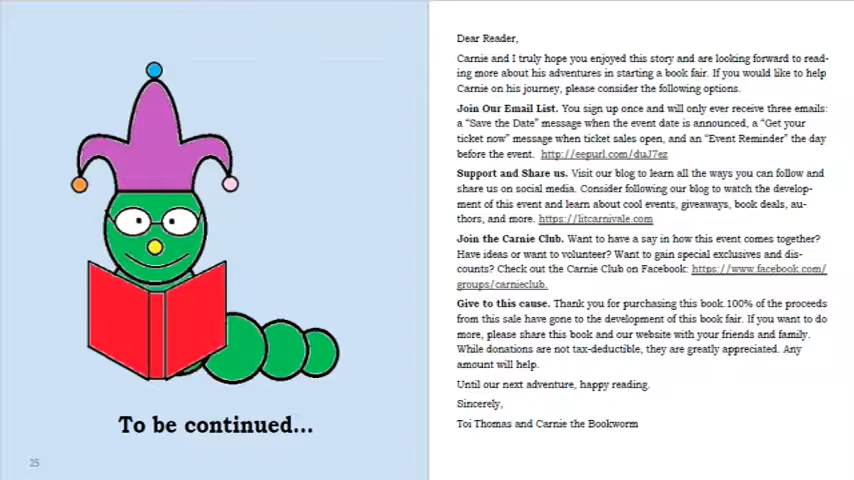 To be continued...
25
Dear Reader,
Carnie and I truly hope you enjoyed this story and are looking forward to read-
ing more about his adventures in starting a book fair. If you would like to help
Carnie on his journey, please consider the following options.
Join Our Email List. You sign up once and will only ever receive three emails:
a “Save the Date” message when the event date is announced, a “Get your
ticket now” message when ticket sales open, and an “Event Reminder” the day
before the event. http://eepurl.com/duJ7ez
Support and Share us. Visit our blog to learn all the ways you can follow and
share us on social media. Consider following our blog to watch the develop-
ment of this event and learn about cool events, giveaways, book deals, au-
thors, and more. https://litcarnivale.com
Join the Carnie Club. Want to have a say in how this event comes together?
Have ideas or want to volunteer? Want to gain special exclusives and dis-
counts? Check out the Carnie Club on Facebook: https://www.facebook.com/
groups/carnieclub.
Give to this cause. Thank you for purchasing this book.100% of the proceeds
from this sale have gone to the development of this book fair. If you want to do
more, please share this book and our website with your friends and family.
While donations are not tax-deductible, they are greatly appreciated. Any
amount will help.
Until our next adventure, happy reading.
Sincerely,
Toi Thomas and Carnie the Bookworm